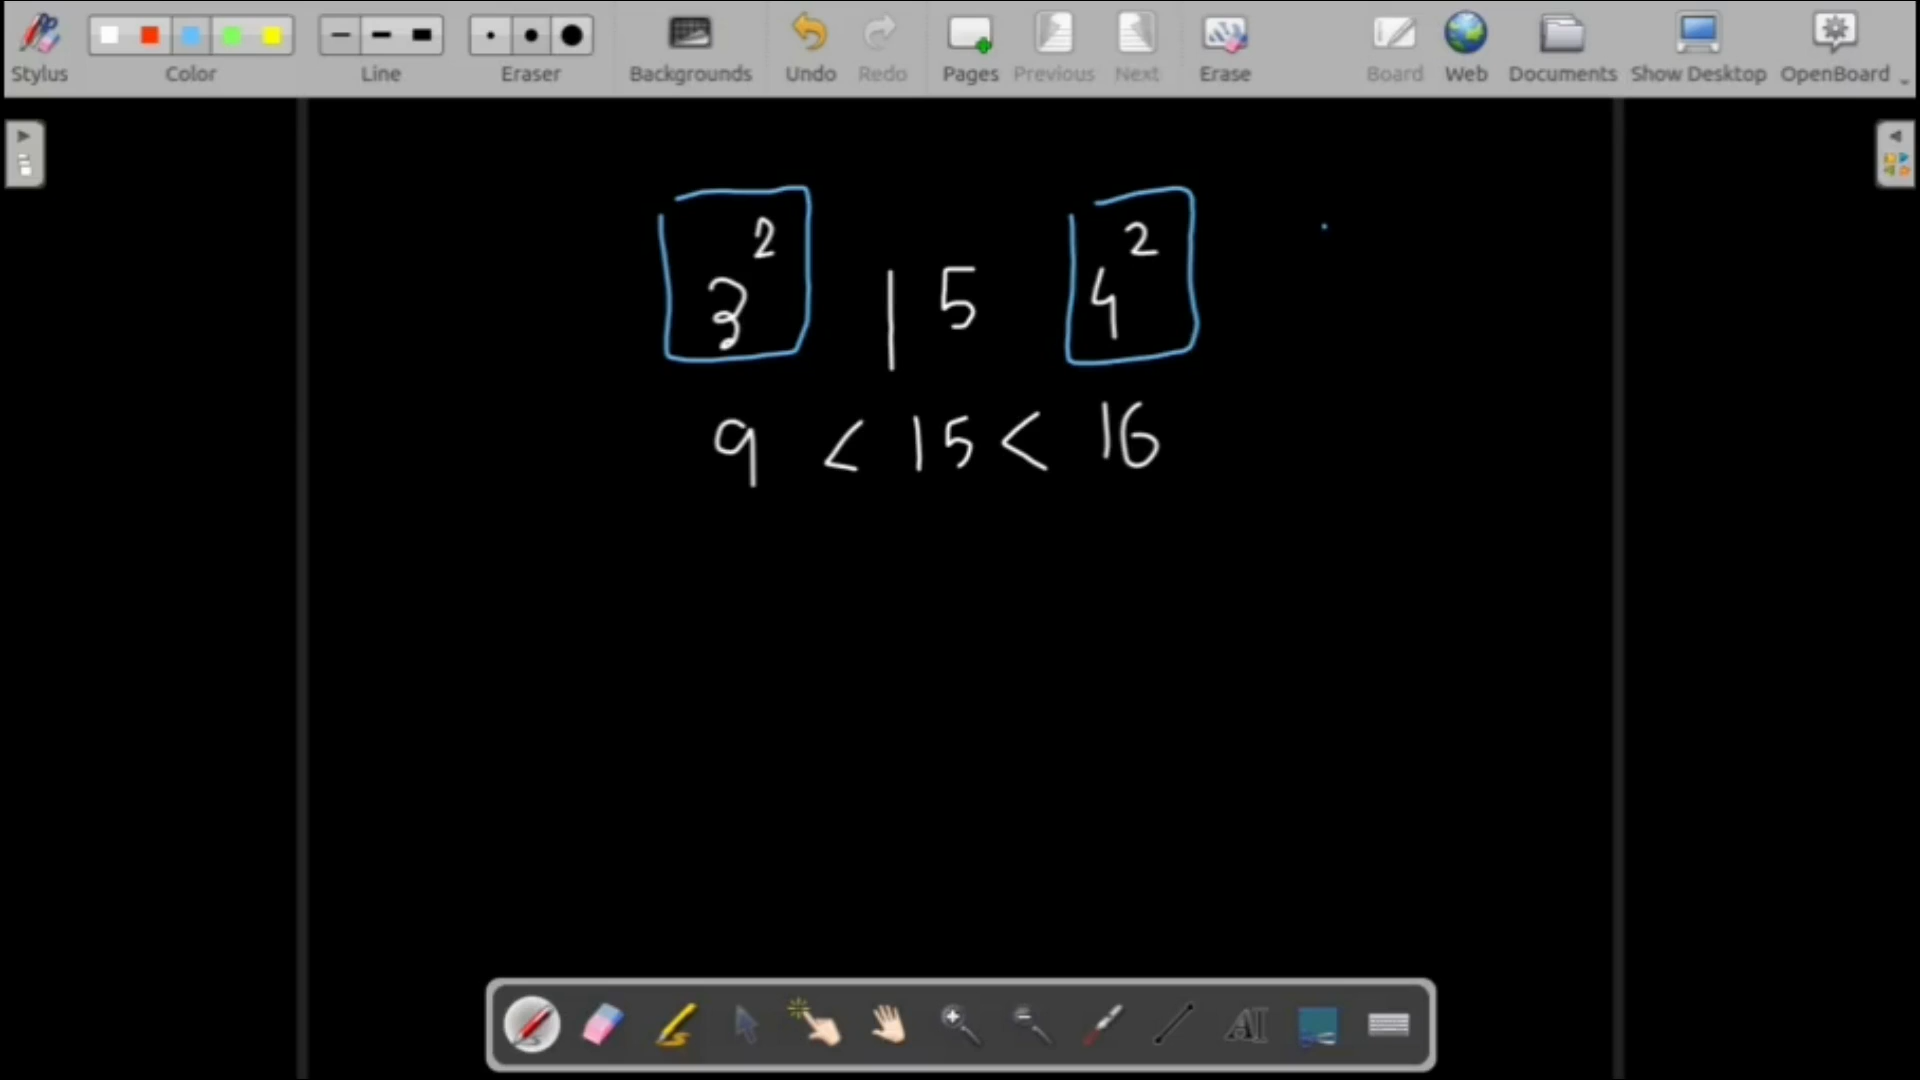 Stylus Color Line Eraser Backgrounds Undo Redo Pages Previous Next Erase Board Web Documents Show Desktop OpenBoard
3² 15 4²
9 < 15 < 16